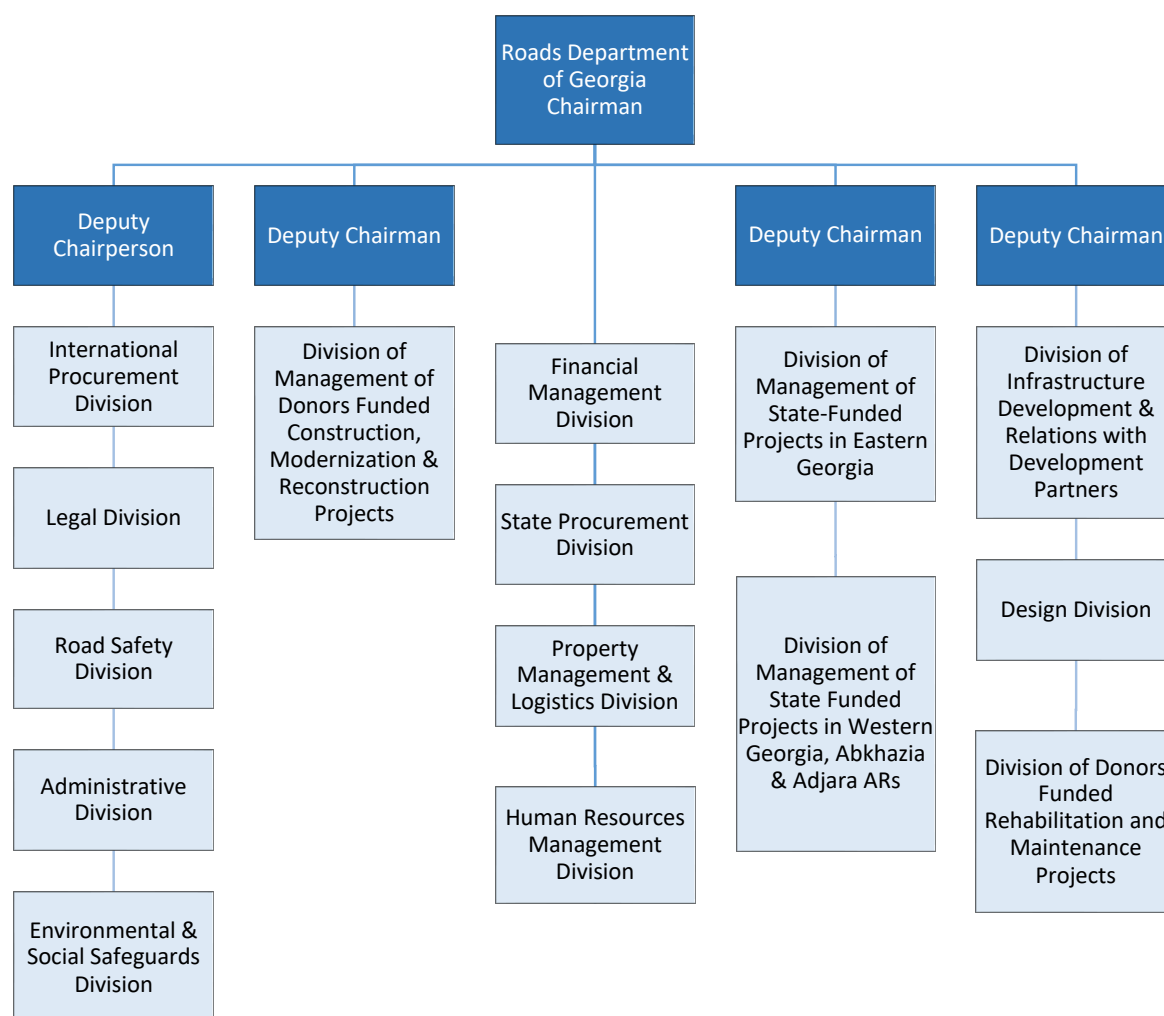 Roads Department
of Georgia
Chairman
Deputy
Chairperson
International
Procurement
Division
Legal Division
Road Safety
Division
Administrative
Division
Environmental &
Social Safeguards
Division
Deputy Chairman
Division of
Management of
Donors Funded
Construction,
Modernization &
Reconstruction
Projects
Financial
Management
Division
State Procurement
Division
Property
Management &
Logistics Division
Human Resources
Management
Division
Deputy Chairman
Division of
Management of
State-Funded
Projects in Eastern
Georgia
Division of
Management of
State Funded
Projects in Western
Georgia, Abkhazia
& Adjara ARs
Deputy Chairman
Division of
Infrastructure
Development &
Relations with
Development
Partners
Design Division
Division of Donors
Funded
Rehabilitation and
Maintenance
Projects